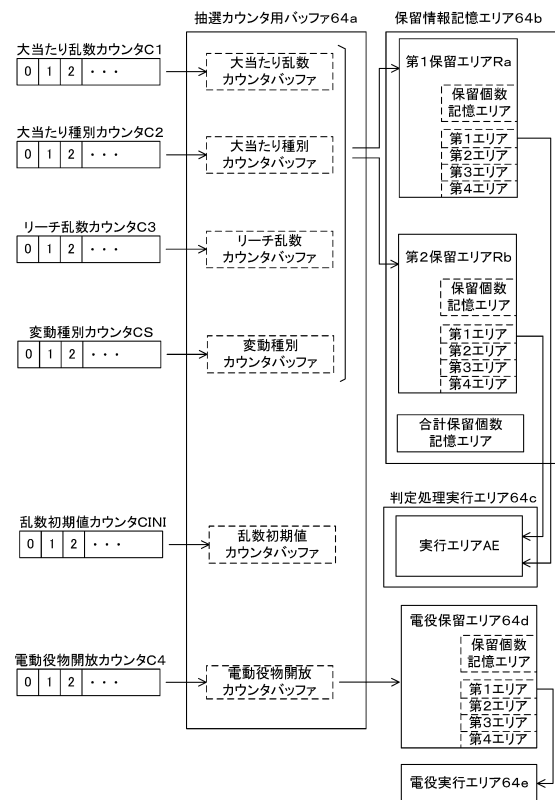 抽選カウンタ用バッファ64a
保留情報記憶エリア64b
大当たり乱数カウンタC1
0 1 2 ・・・
大当たり乱数
カウンタバッファ
大当たり種別カウンタC2
0 1 2 ・・・
大当たり種別
カウンタバッファ
リーチ乱数カウンタC3
0 1 2 ・・・
リーチ乱数
カウンタバッファ
変動種別カウンタCS
0 1 2 ・・・
変動種別
カウンタバッファ
乱数初期値カウンタCINI
0 1 2 ・・・
乱数初期値
カウンタバッファ
電動役物開放カウンタC4
0 1 2 ・・・
電動役物開放
カウンタバッファ
第1保留エリアRa
保留個数
記憶エリア
第1エリア
第2エリア
第3エリア
第4エリア
第2保留エリアRb
保留個数
記憶エリア
第1エリア
第2エリア
第3エリア
第4エリア
合計保留個数
記憶エリア
判定処理実行エリア64c
実行エリアAE
電役保留エリア64d
保留個数
記憶エリア
第1エリア
第2エリア
第3エリア
第4エリア
電役実行エリア64e